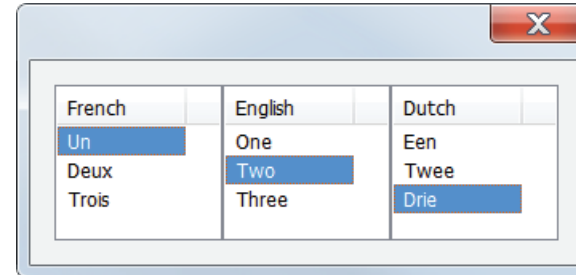 French English Dutch
Un One Een
Deux Two Twee
Trois Three Drie